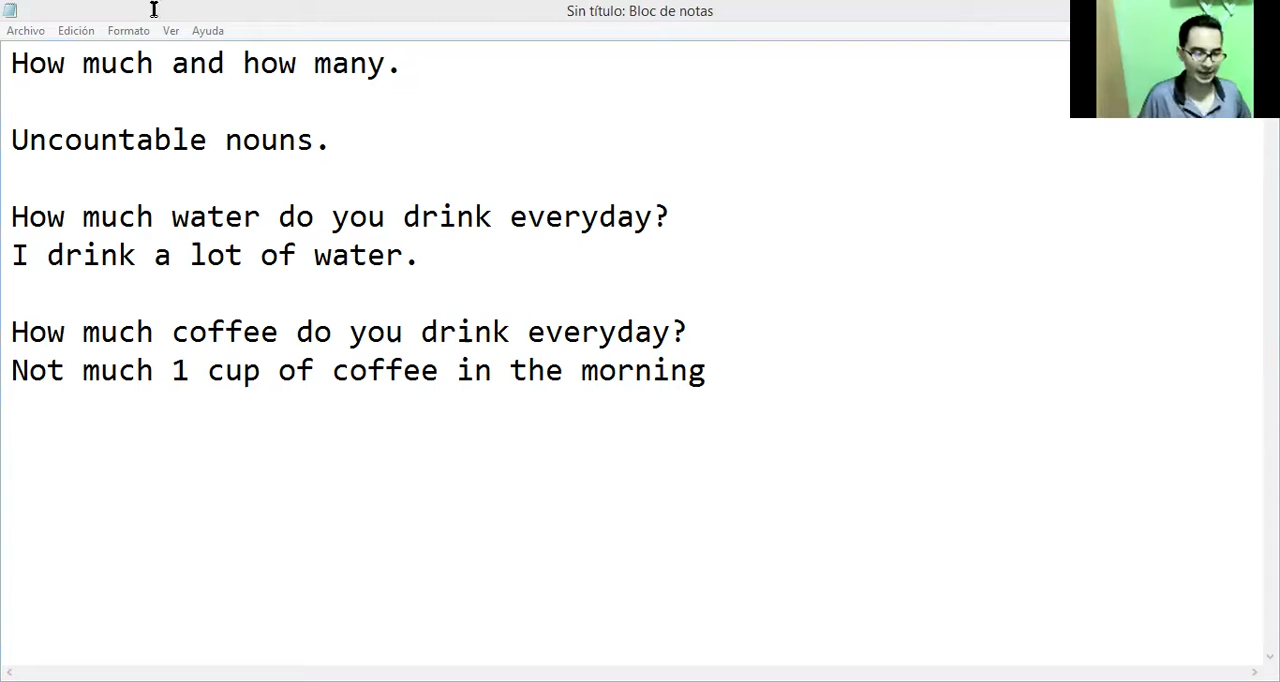 Sin título: Bloc de notas
Archivo Edición Formato Ver Ayuda
How much and how many.
Uncountable nouns.
How much water do you drink everyday?
I drink a lot of water.
How much coffee do you drink everyday?
Not much 1 cup of coffee in the morning